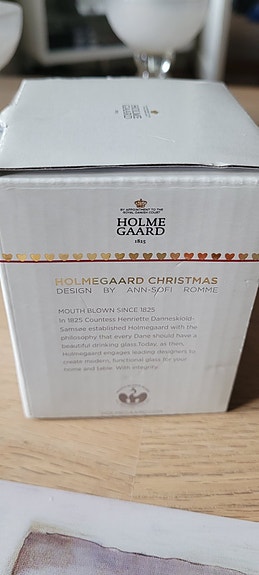 HOLME
GAARD
BY APPOINTMENT TO THE
ROYAL DANISH COURT
HOLME
GAARD
1825
HOLMEGAARD CHRISTMAS
DESIGN BY ANN-SOFI ROMME
MOUTH BLOWN SINCE 1825
In 1825 Countess Henriette Danneskiold-
Samsøe established Holmegaard with the
philosophy that every Dane should have a
beautiful drinking glass. Today, as then,
Holmegaard engages leading designers to
create modern, functional glass for your
home and table. With integrity.